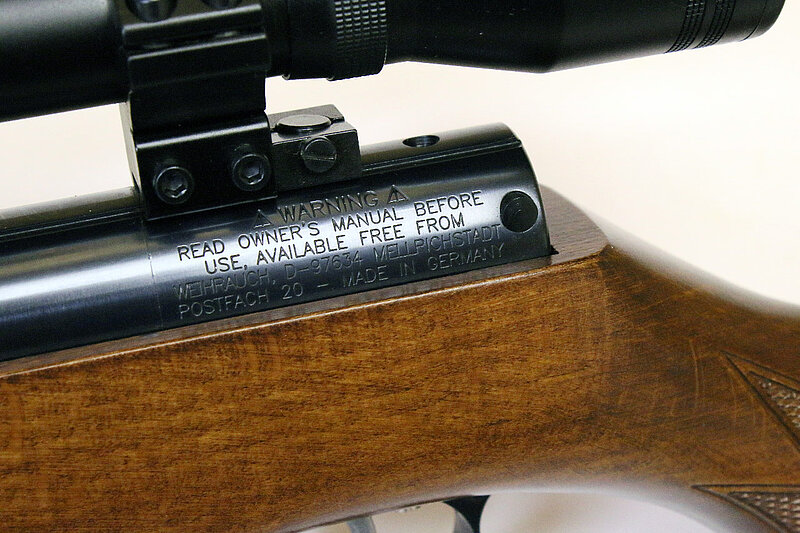 ⚠ WARNING ⚠
READ OWNER'S MANUAL BEFORE
USE, AVAILABLE FREE FROM
WEIHRAUCH, D-97634 MELLRICHSTADT
POSTFACH 20 – MADE IN GERMANY